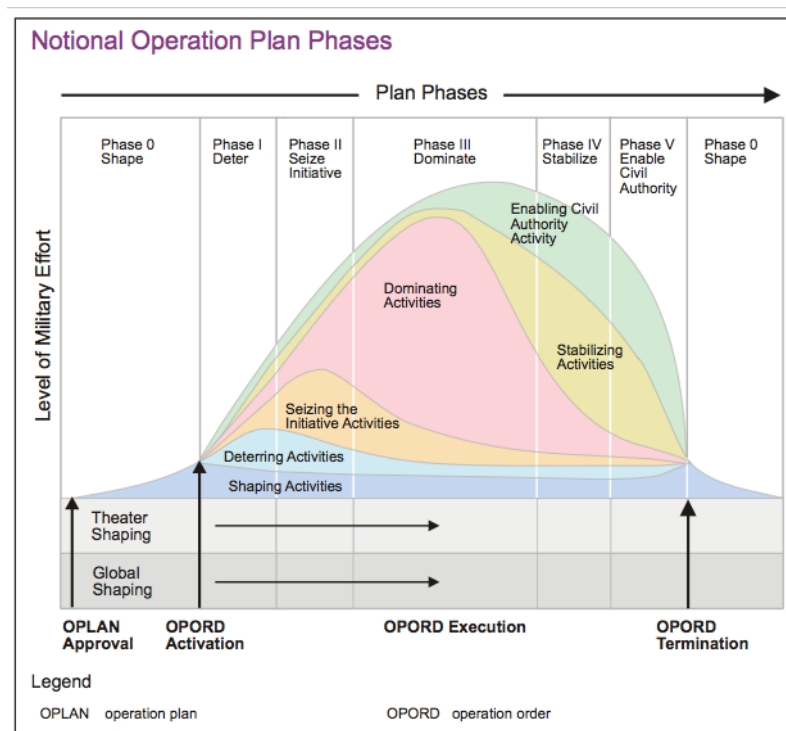 Notional Operation Plan Phases
Plan Phases
Phase 0
Shape
Phase I
Deter
Phase II
Seize
Initiative
Phase III
Dominate
Phase IV
Stabilize
Phase V
Enable
Civil
Authority
Phase 0
Shape
Level of Military Effort
Enabling Civil
Authority
Activity
Dominating
Activities
Stabilizing
Activities
Seizing the
Initiative Activities
Deterring Activities
Shaping Activities
Theater
Shaping
Global
Shaping
OPLAN
Approval
OPORD
Activation
OPORD Execution
OPORD
Termination
Legend
OPLAN operation plan
OPORD operation order